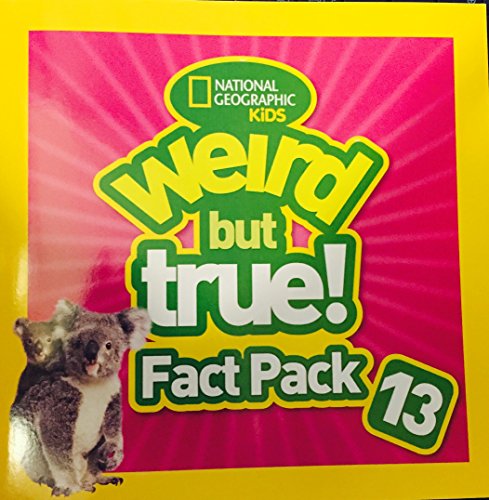 NATIONAL
GEOGRAPHIC
KiDS
weird
but
true!
Fact Pack
13